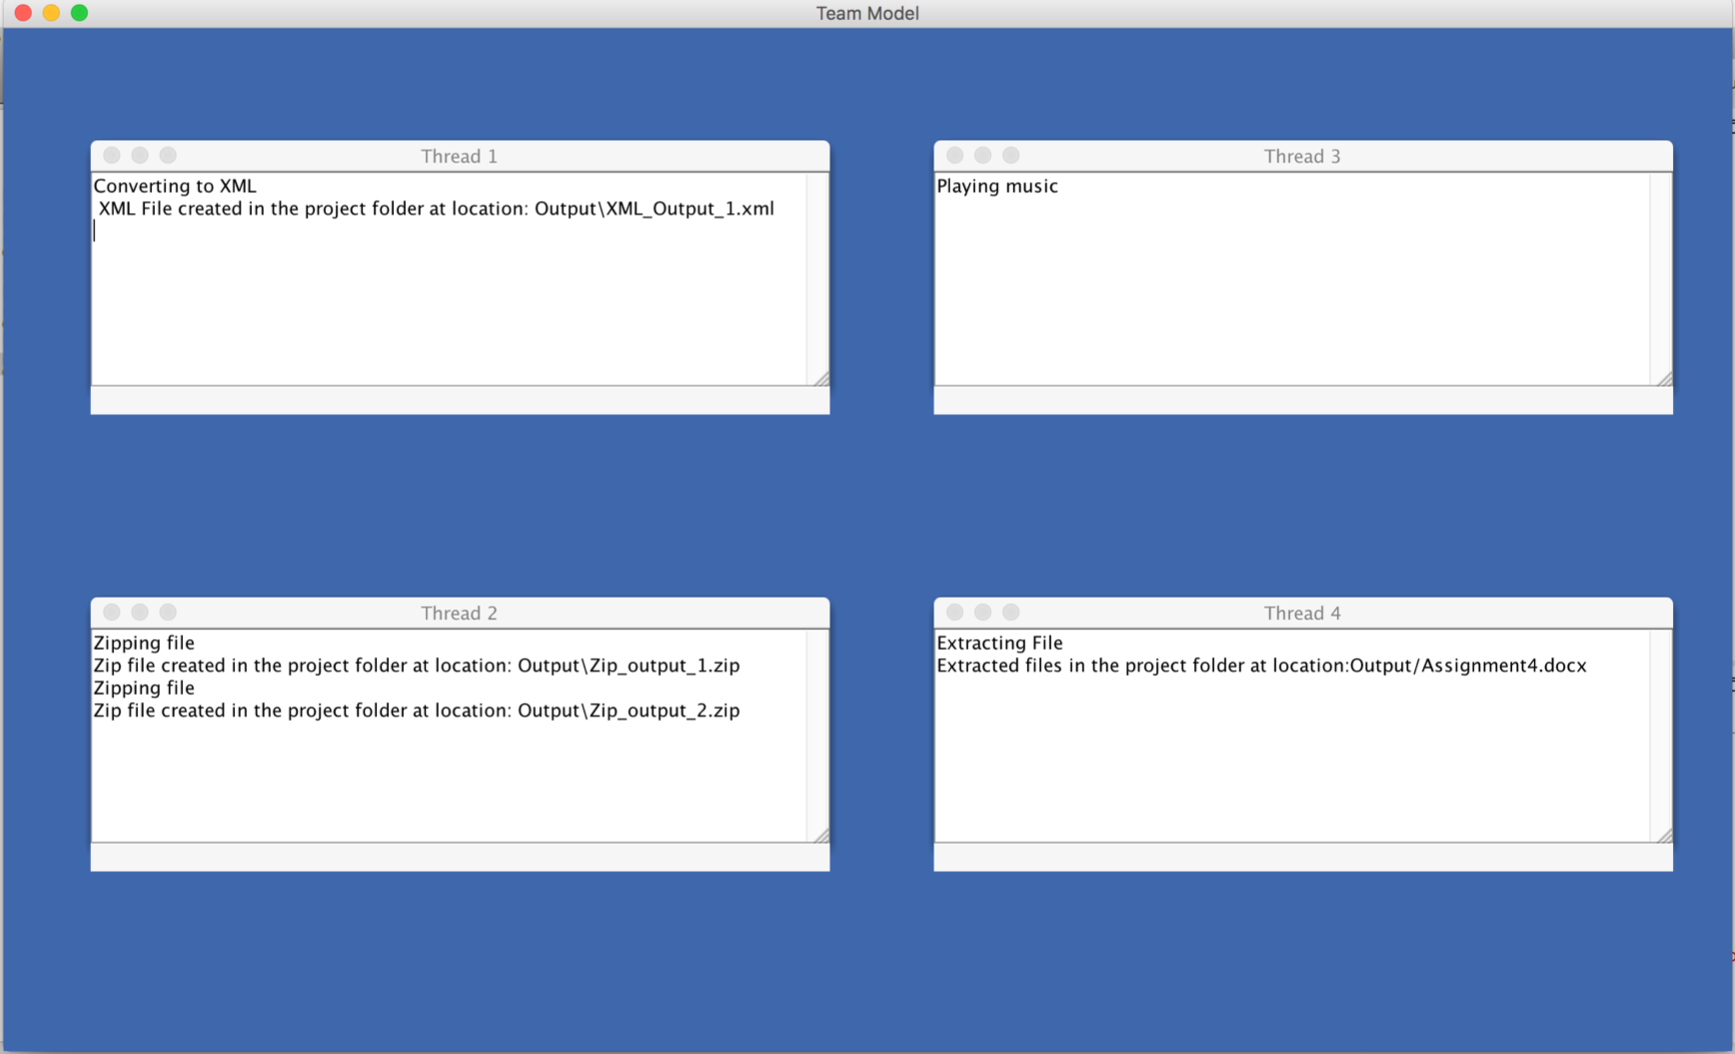 Team Model
Thread 1
Converting to XML
XML File created in the project folder at location: Output\XML_Output_1.xml
Thread 3
Playing music
Thread 2
Zipping file
Zip file created in the project folder at location: Output\Zip_output_1.zip
Zipping file
Zip file created in the project folder at location: Output\Zip_output_2.zip
Thread 4
Extracting File
Extracted files in the project folder at location:Output/Assignment4.docx